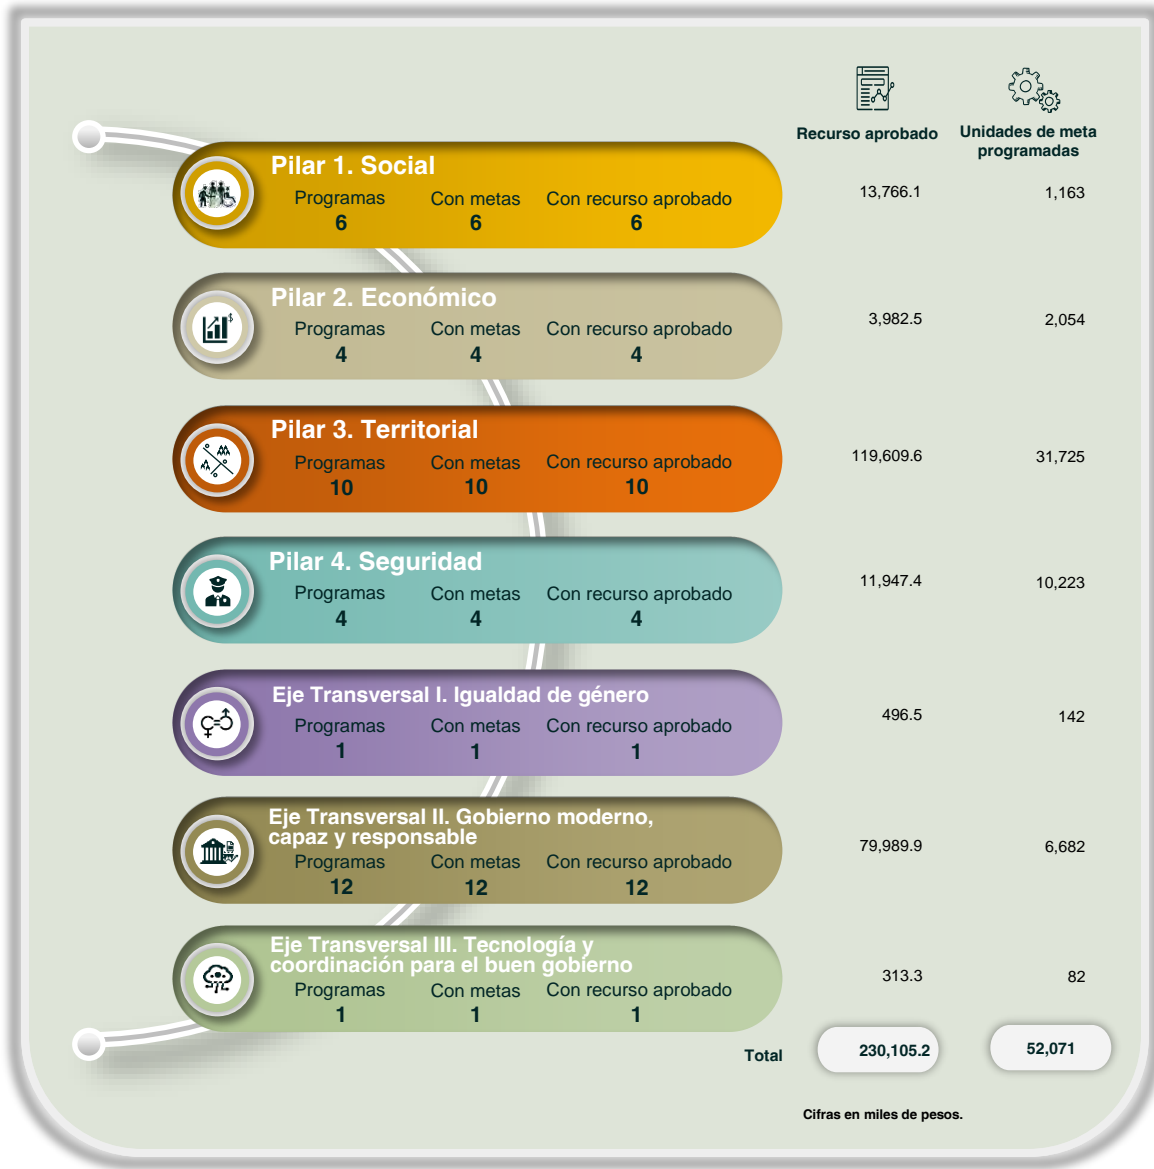 Recurso aprobado
Unidades de meta
programadas
Pilar 1. Social
Programas Con metas Con recurso aprobado
6 6 6
13,766.1 1,163
Pilar 2. Económico
Programas Con metas Con recurso aprobado
4 4 4
3,982.5 2,054
Pilar 3. Territorial
Programas Con metas Con recurso aprobado
10 10 10
119,609.6 31,725
Pilar 4. Seguridad
Programas Con metas Con recurso aprobado
4 4 4
11,947.4 10,223
Eje Transversal I. Igualdad de género
Programas Con metas Con recurso aprobado
1 1 1
496.5 142
Eje Transversal II. Gobierno moderno,
capaz y responsable
Programas Con metas Con recurso aprobado
12 12 12
79,989.9 6,682
Eje Transversal III. Tecnología y
coordinación para el buen gobierno
Programas Con metas Con recurso aprobado
1 1 1
313.3 82
Total 230,105.2 52,071
Cifras en miles de pesos.